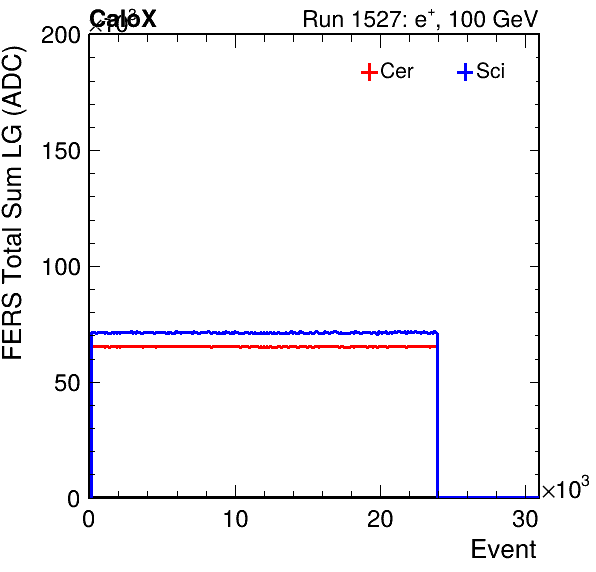 CaloX Run 1527: e⁺, 100 GeV
×10³
200
Cer Sci
150
100
50
0
0 10 20 30 ×10³
Event
FERS Total Sum LG (ADC)